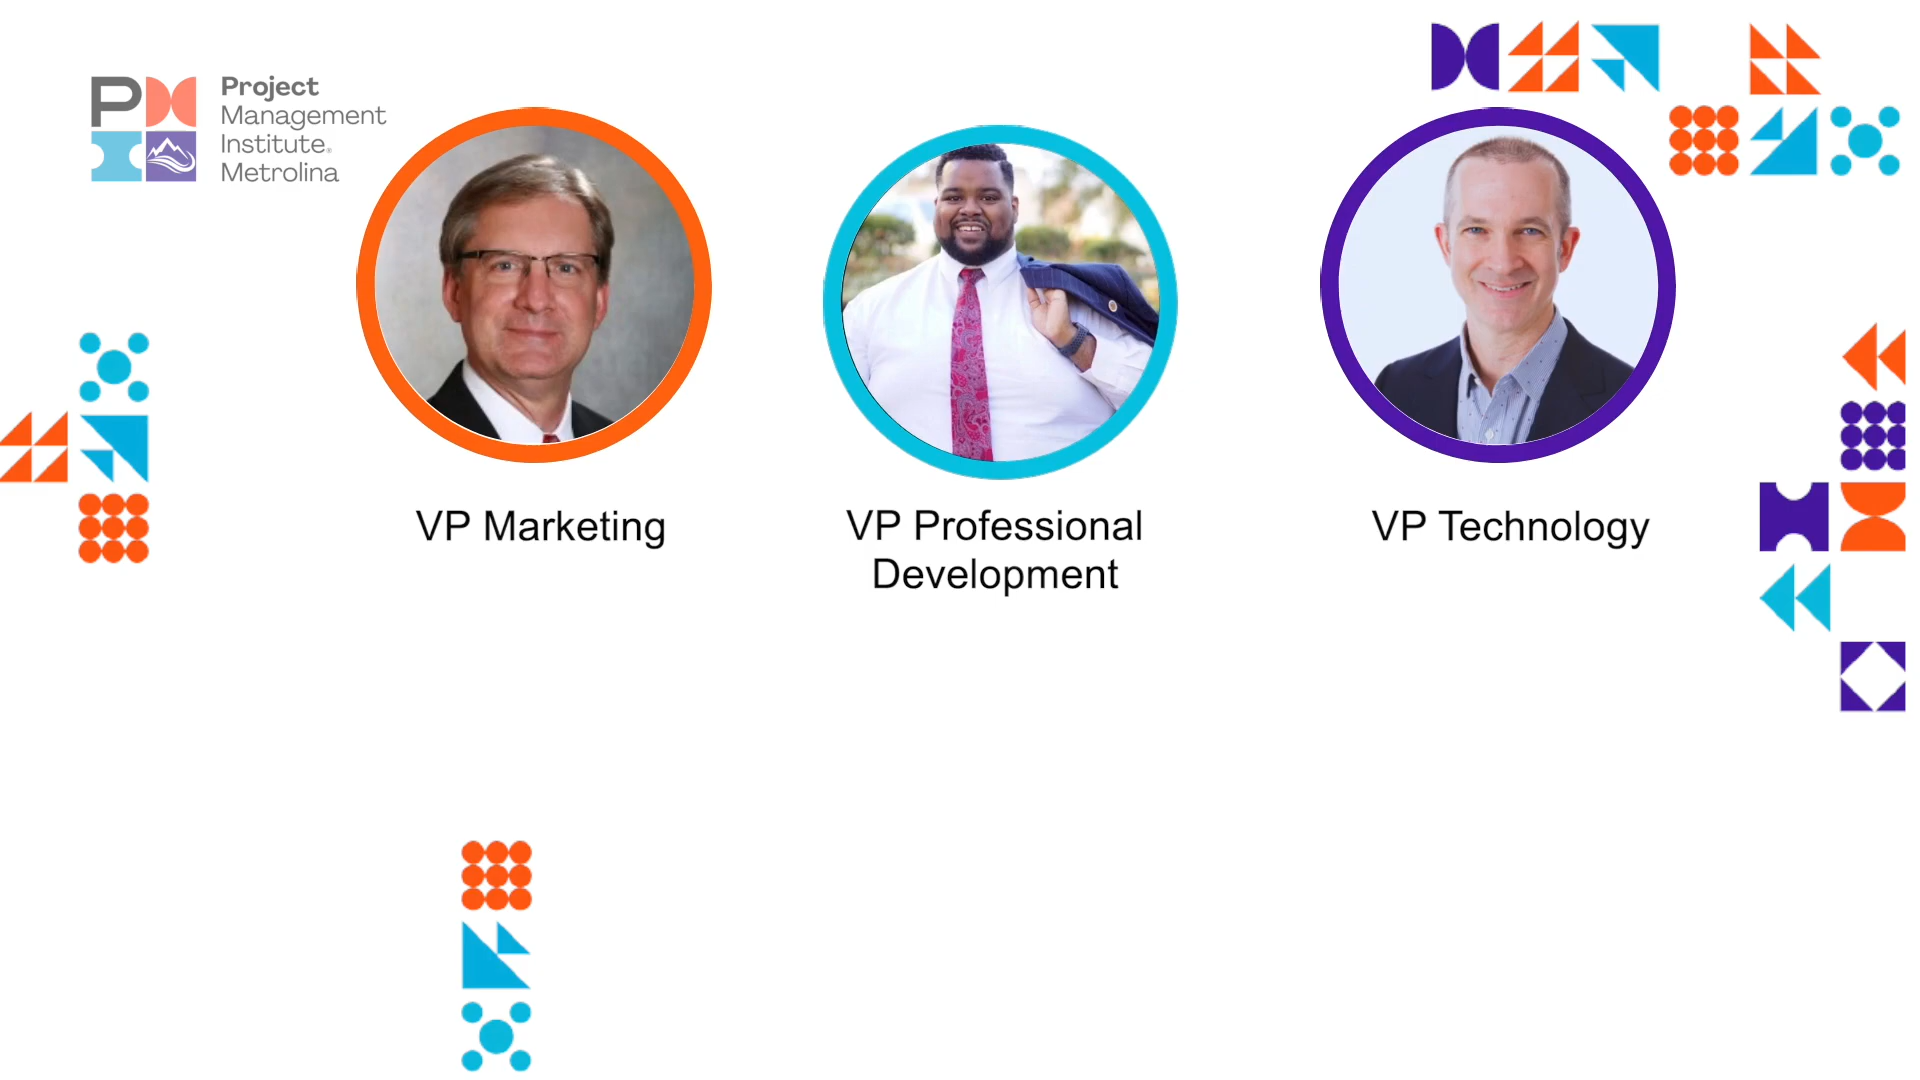 Project
Management
Institute®
Metrolina
VP Marketing
VP Professional
Development
VP Technology